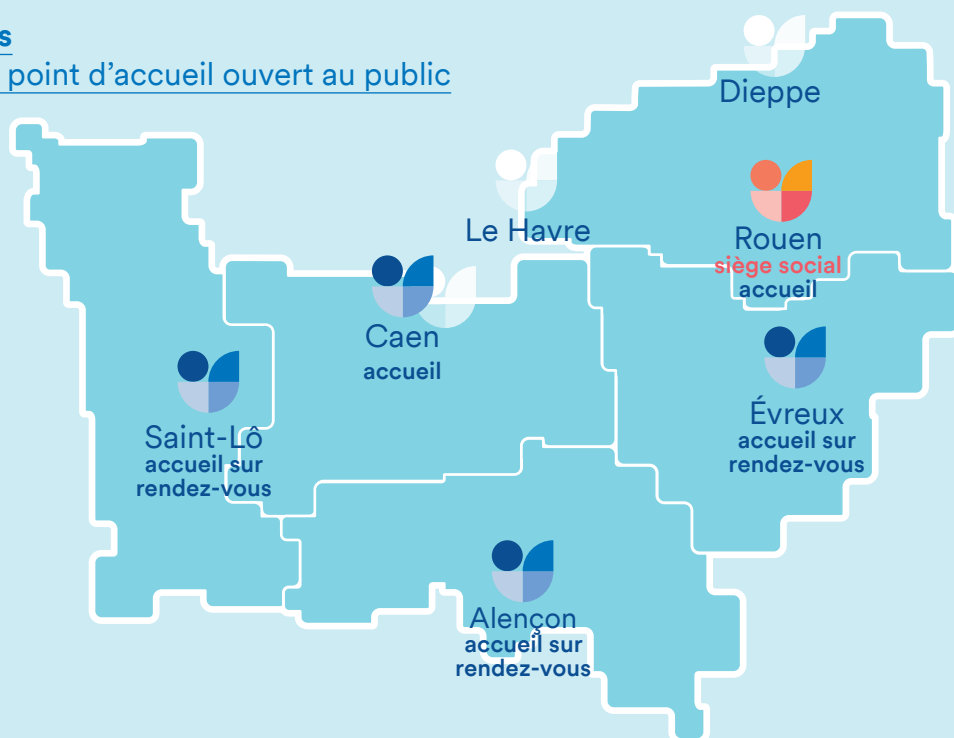 s
point d'accueil ouvert au public
Dieppe
Le Havre
Rouen
siège social
accueil
Caen
accueil
Évreux
accueil sur
rendez-vous
Saint-Lô
accueil sur
rendez-vous
Alençon
accueil sur
rendez-vous